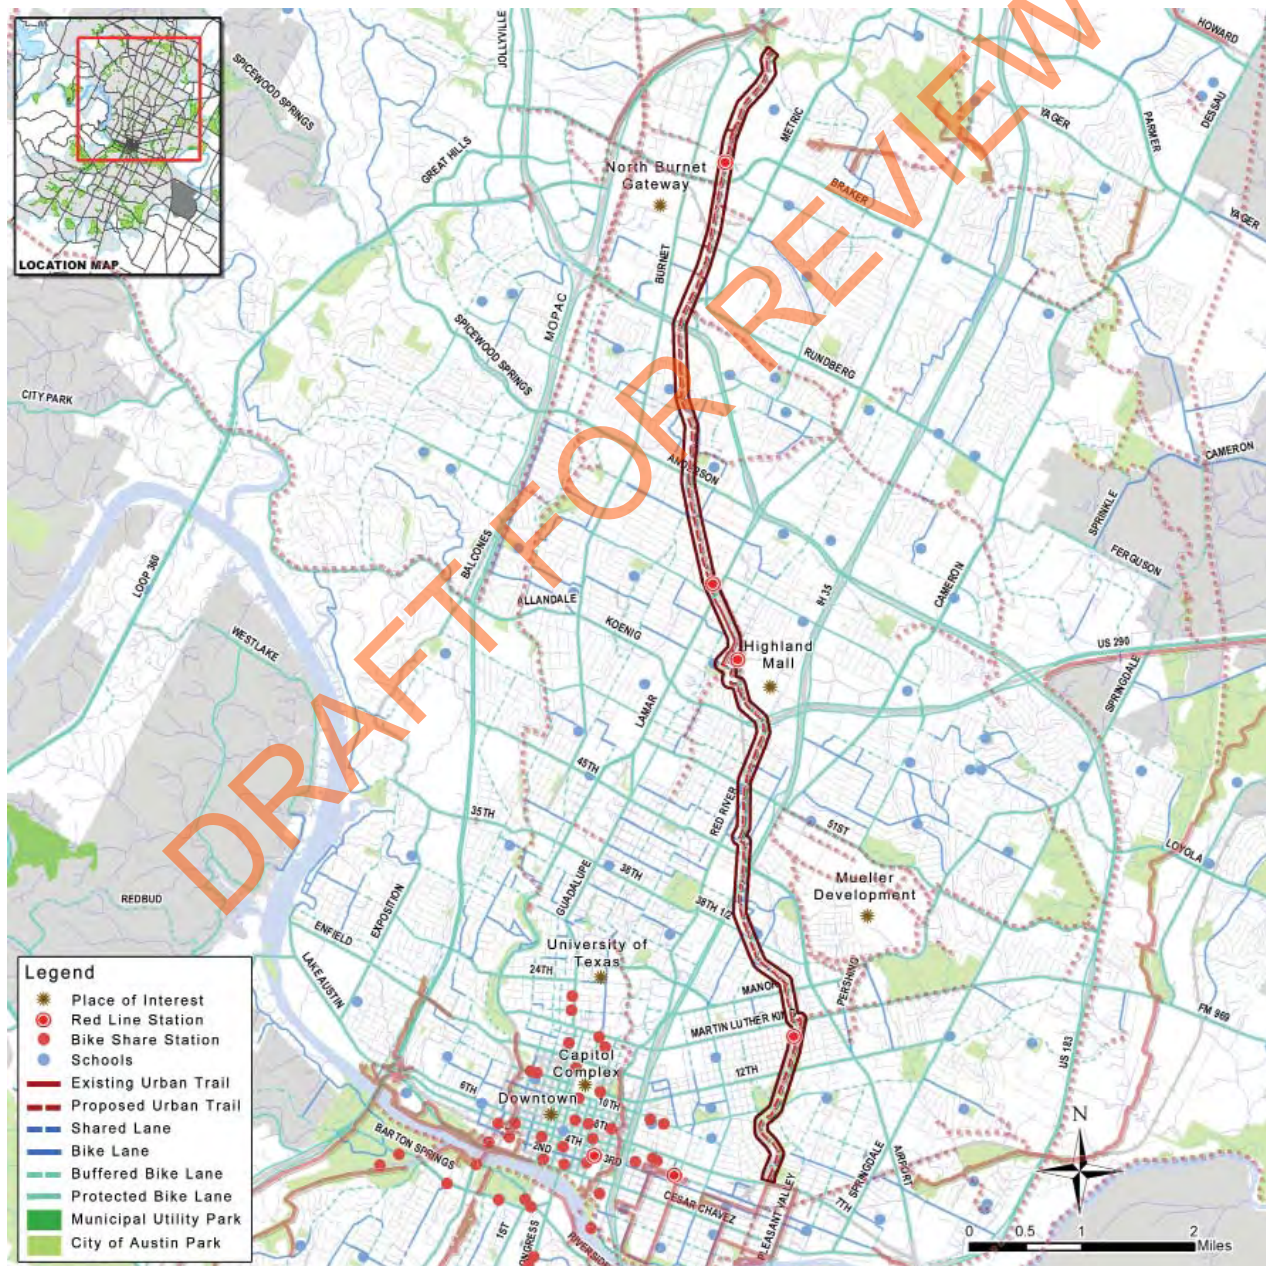 HOWARD
JOLLYVILLE
SPICEWOOD SPRINGS
DESSAU
METRIC
YAGER
PARMER
GREAT HILLS
North Burnet
Gateway
BRAKER
YAGER
LOCATION MAP
BURNET
MOPAC
SPICEWOOD SPRINGS
RUNDBERG
CITY PARK
ANDERSON
CAMERON
SPRINKLE
FERGUSON
BALCONES
LOOP 360
ALLANDALE
IH 35
CAMERON
KOENIG
WESTLAKE
Highland
Mall
US 290
SPRINGDALE
LAMAR
45TH
35TH
RED RIVER
51ST
LOYOLA
38TH
GUADALUPE
Mueller
Development
REDBUD
EXPOSITION
38TH 1/2
ENFIELD
University of
Texas
LAKE AUSTIN
24TH
MANOR
PERSHING
MARTIN LUTHER KIN
FM 969
US 183
Capitol
Complex
12TH
6TH
Downtown
10TH
8TH
4TH
2ND
3RD
BARTON SPRINGS
CESAR CHAVEZ
PLEASANT VALLEY
7TH
SPRINGDALE
AIRPORT
1ST
ONGRESS
RIVERSIDE
Legend
Place of Interest
Red Line Station
Bike Share Station
Schools
Existing Urban Trail
Proposed Urban Trail
Shared Lane
Bike Lane
Buffered Bike Lane
Protected Bike Lane
Municipal Utility Park
City of Austin Park
N
0 0.5 1 2
Miles
DRAFT FOR REVIEW